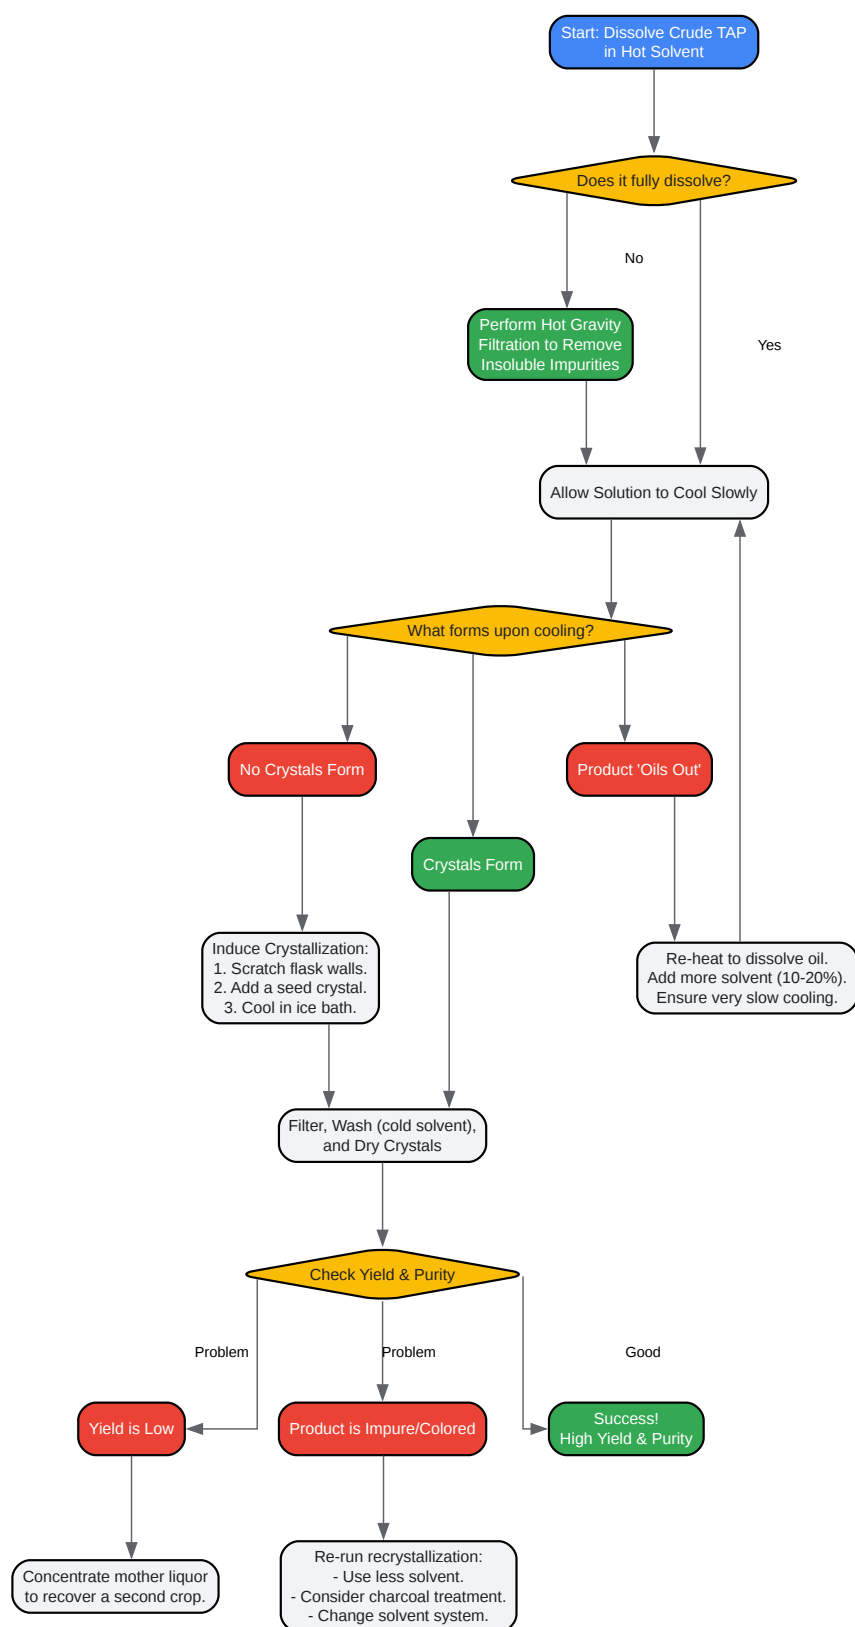 Start: Dissolve Crude TAP
in Hot Solvent
Does it fully dissolve?
No
Perform Hot Gravity
Filtration to Remove
Insoluble Impurities
Yes
Allow Solution to Cool Slowly
What forms upon cooling?
No Crystals Form
Product 'Oils Out'
Crystals Form
Induce Crystallization:
1. Scratch flask walls.
2. Add a seed crystal.
3. Cool in ice bath.
Re-heat to dissolve oil.
Add more solvent (10-20%).
Ensure very slow cooling.
Filter, Wash (cold solvent),
and Dry Crystals
Check Yield & Purity
Problem
Problem
Good
Yield is Low
Product is Impure/Colored
Success!
High Yield & Purity
Concentrate mother liquor
to recover a second crop.
Re-run recrystallization:
- Use less solvent.
- Consider charcoal treatment.
- Change solvent system.